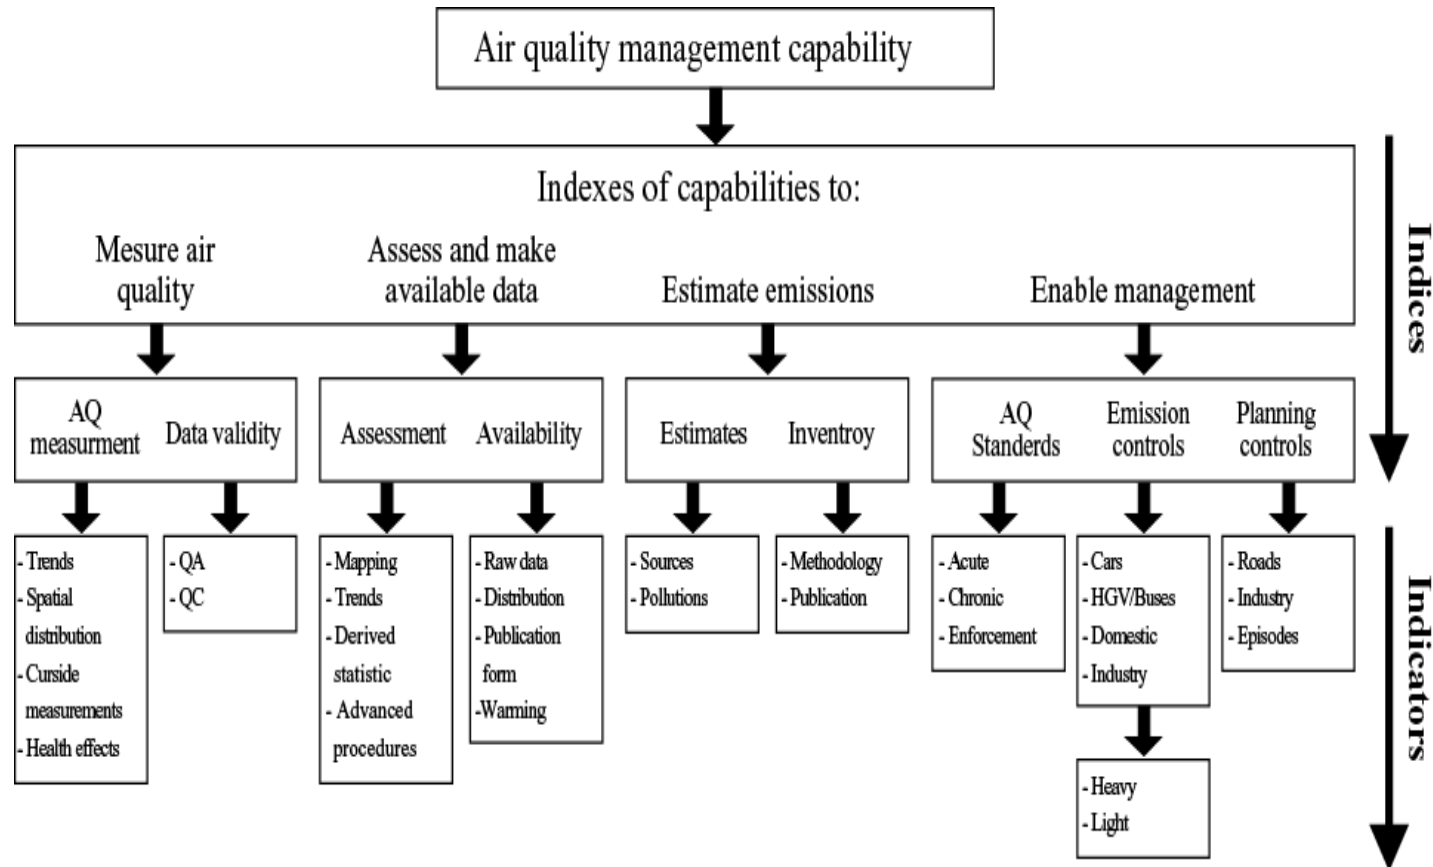 Air quality management capability
Indexes of capabilities to:
Mesure air
quality
Assess and make
available data
Estimate emissions
Enable management
Indices
AQ
measurment
Data validity
Assessment
Availability
Estimates
Inventroy
AQ
Standerds
Emission
controls
Planning
controls
Indicators
- Trends
- Spatial
distribution
- Curside
measurements
- Health effects
- QA
- QC
- Mapping
- Trends
- Derived
statistic
- Advanced
procedures
- Raw data
- Distribution
- Publication
form
-Warming
- Sources
- Pollutions
- Methodology
- Publication
- Acute
- Chronic
- Enforcement
- Cars
- HGV/Buses
- Domestic
- Industry
- Heavy
- Light
- Roads
- Industry
- Episodes